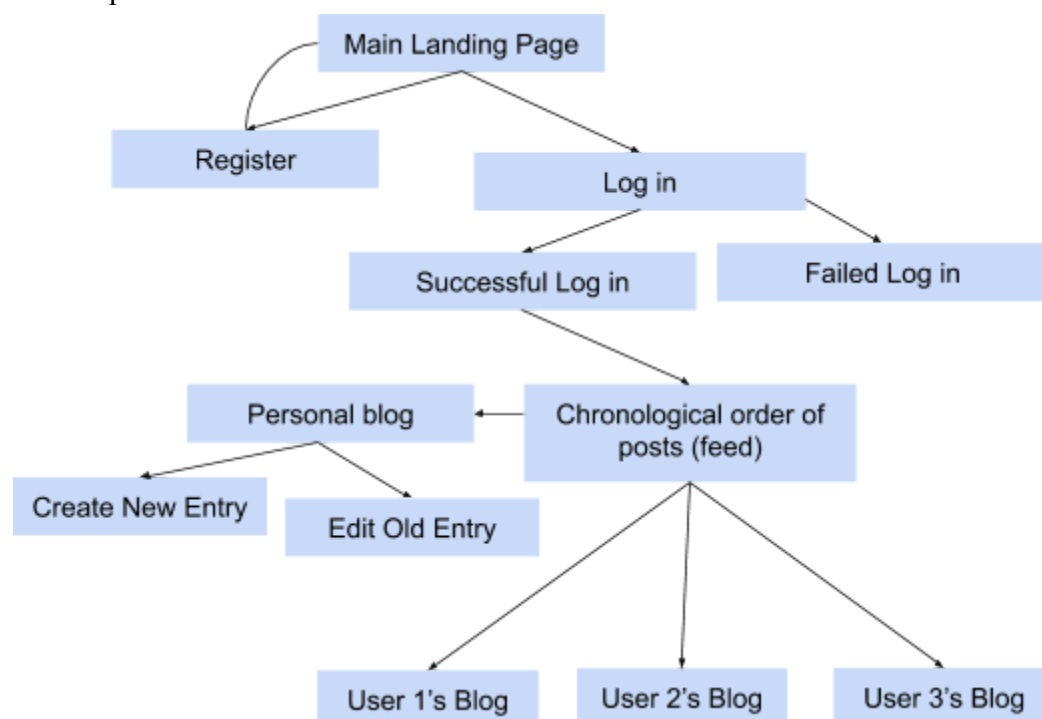 Main Landing Page
Register
Log in
Successful Log in
Failed Log in
Personal blog
Chronological order of
posts (feed)
Create New Entry
Edit Old Entry
User 1's Blog
User 2's Blog
User 3's Blog